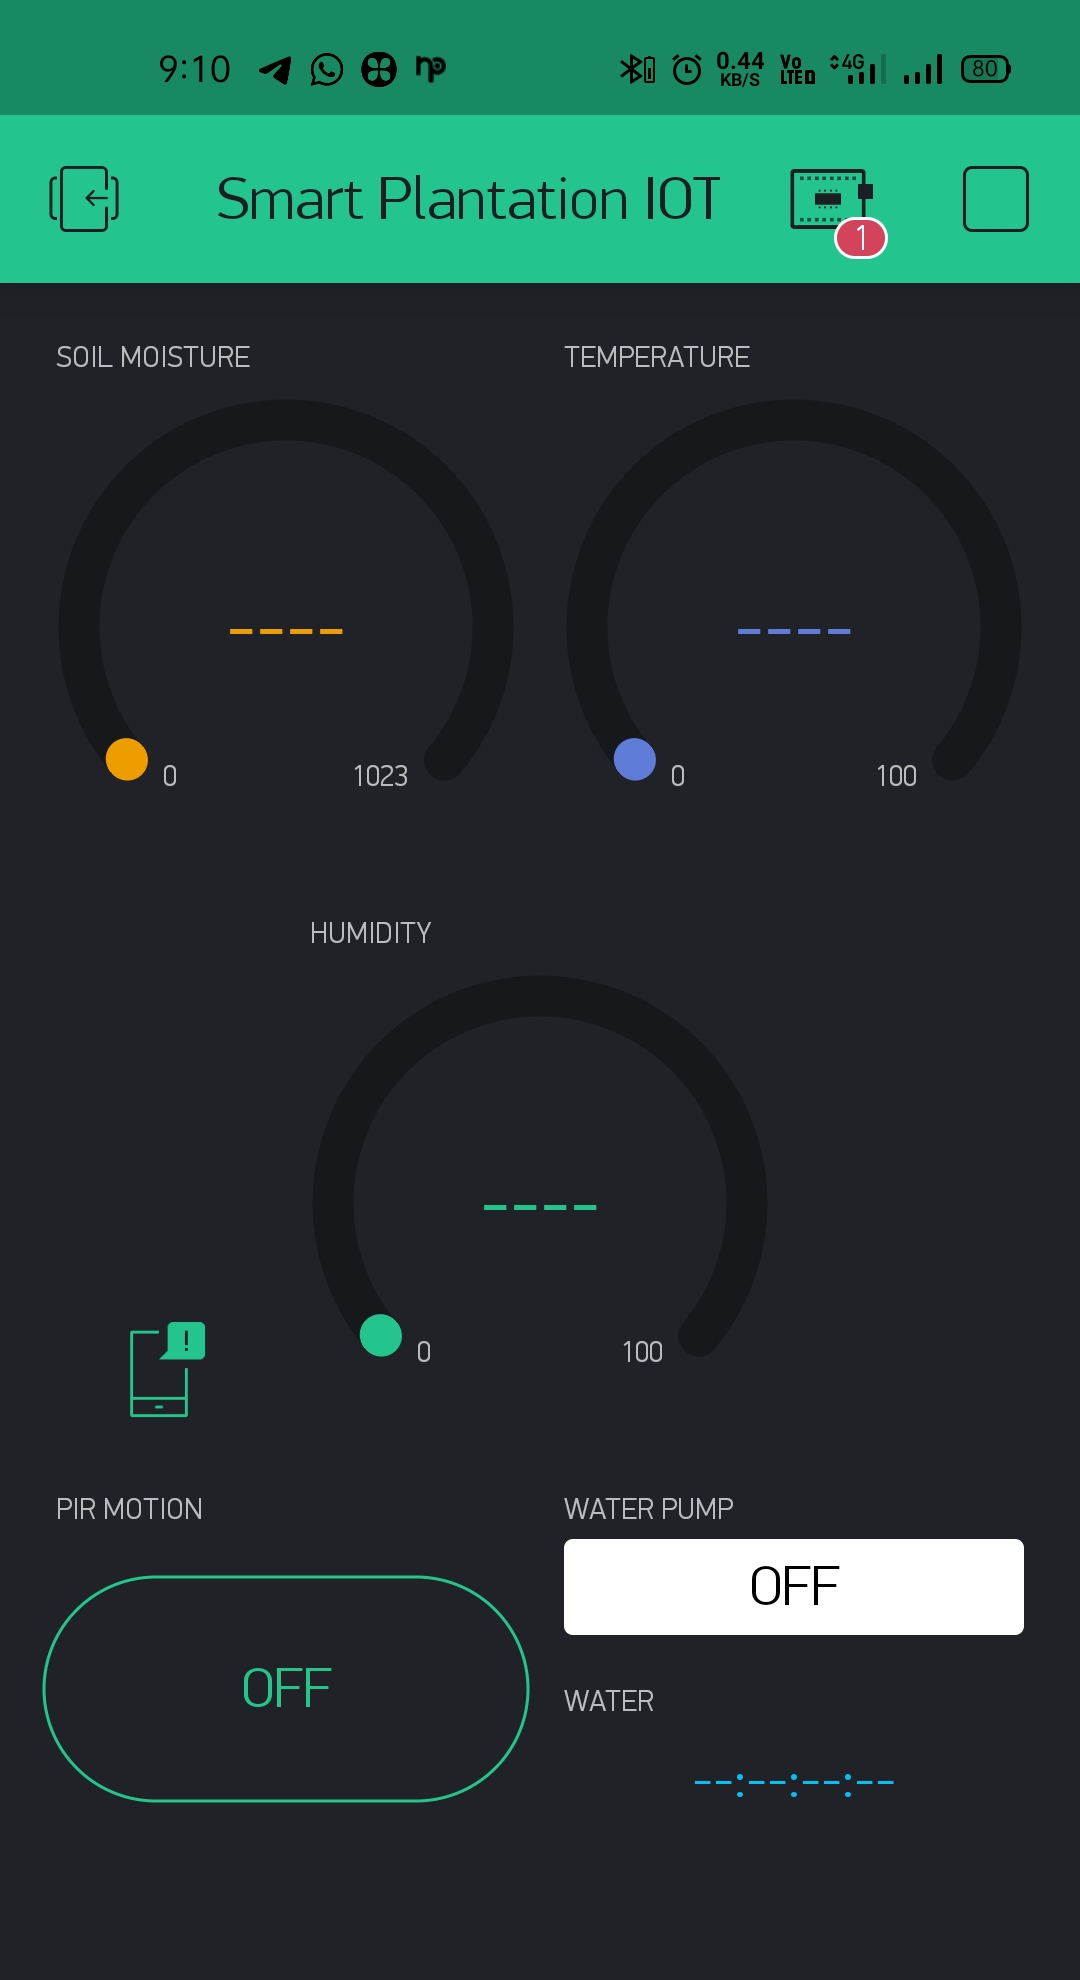 9:10
0.44
KB/S
Vo
LTE D
4G
80
Smart Plantation IOT
1
SOIL MOISTURE
TEMPERATURE
----
----
0
1023
0
100
HUMIDITY
----
0
100
!
PIR MOTION
WATER PUMP
OFF
OFF
WATER
--:--:--:--